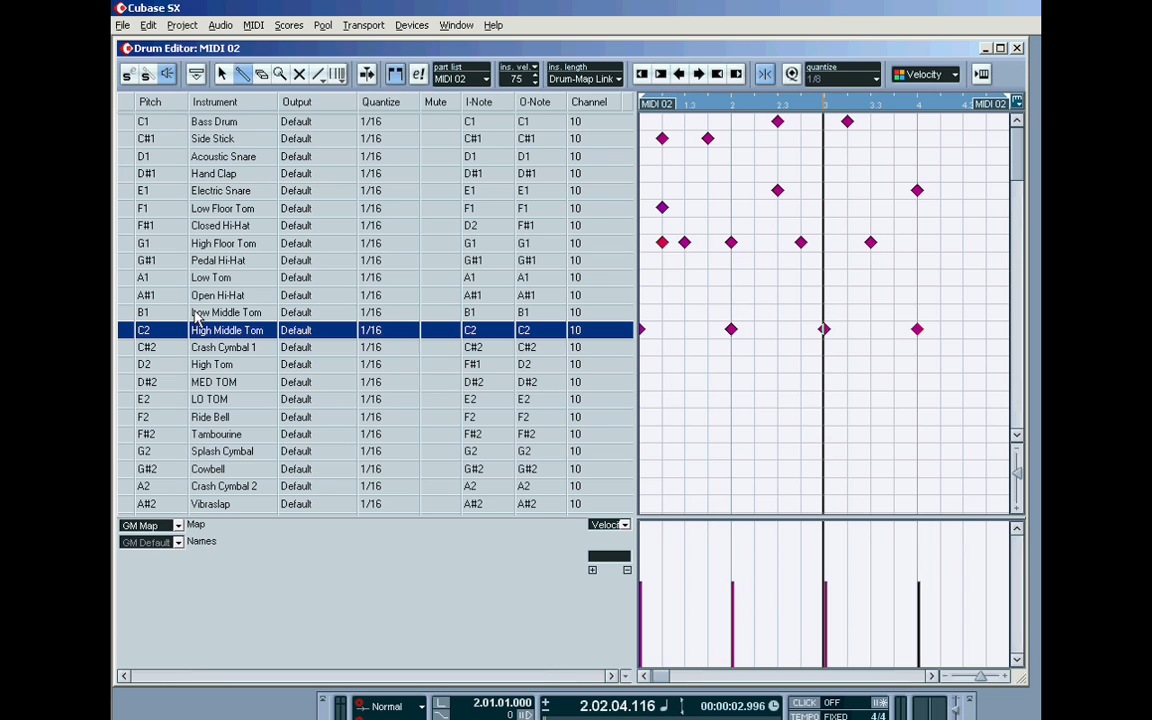 Cubase SX
File Edit Project Audio MIDI Scores Pool Transport Devices Window Help
Drum Editor: MIDI 02
part list ins. vel. ins. length quantize
MIDI 02 75 Drum-Map Link 1/8 Velocity
Pitch Instrument Output Quantize Mute I-Note O-Note Channel MIDI 02 1.3 2 2.3 3 3.3 4 4.3 MIDI 02
C1 Bass Drum Default 1/16 C1 C1 10
C#1 Side Stick Default 1/16 C#1 C#1 10
D1 Acoustic Snare Default 1/16 D1 D1 10
D#1 Hand Clap Default 1/16 D#1 D#1 10
E1 Electric Snare Default 1/16 E1 E1 10
F1 Low Floor Tom Default 1/16 F1 F1 10
F#1 Closed Hi-Hat Default 1/16 D2 F#1 10
G1 High Floor Tom Default 1/16 G1 G1 10
G#1 Pedal Hi-Hat Default 1/16 G#1 G#1 10
A1 Low Tom Default 1/16 A1 A1 10
A#1 Open Hi-Hat Default 1/16 A#1 A#1 10
B1 Low Middle Tom Default 1/16 B1 B1 10
C2 High Middle Tom Default 1/16 C2 C2 10
C#2 Crash Cymbal 1 Default 1/16 C#2 C#2 10
D2 High Tom Default 1/16 F#1 D2 10
D#2 MED TOM Default 1/16 D#2 D#2 10
E2 LO TOM Default 1/16 E2 E2 10
F2 Ride Bell Default 1/16 F2 F2 10
F#2 Tambourine Default 1/16 F#2 F#2 10
G2 Splash Cymbal Default 1/16 G2 G2 10
G#2 Cowbell Default 1/16 G#2 G#2 10
A2 Crash Cymbal 2 Default 1/16 A2 A2 10
A#2 Vibraslap Default 1/16 A#2 A#2 10
GM Map Map Veloci
GM Default Names
Normal L 2.01.01.000 2.02.04.116 00:00:02.996 CLICK OFF
0 TEMPO FIXED 4/4